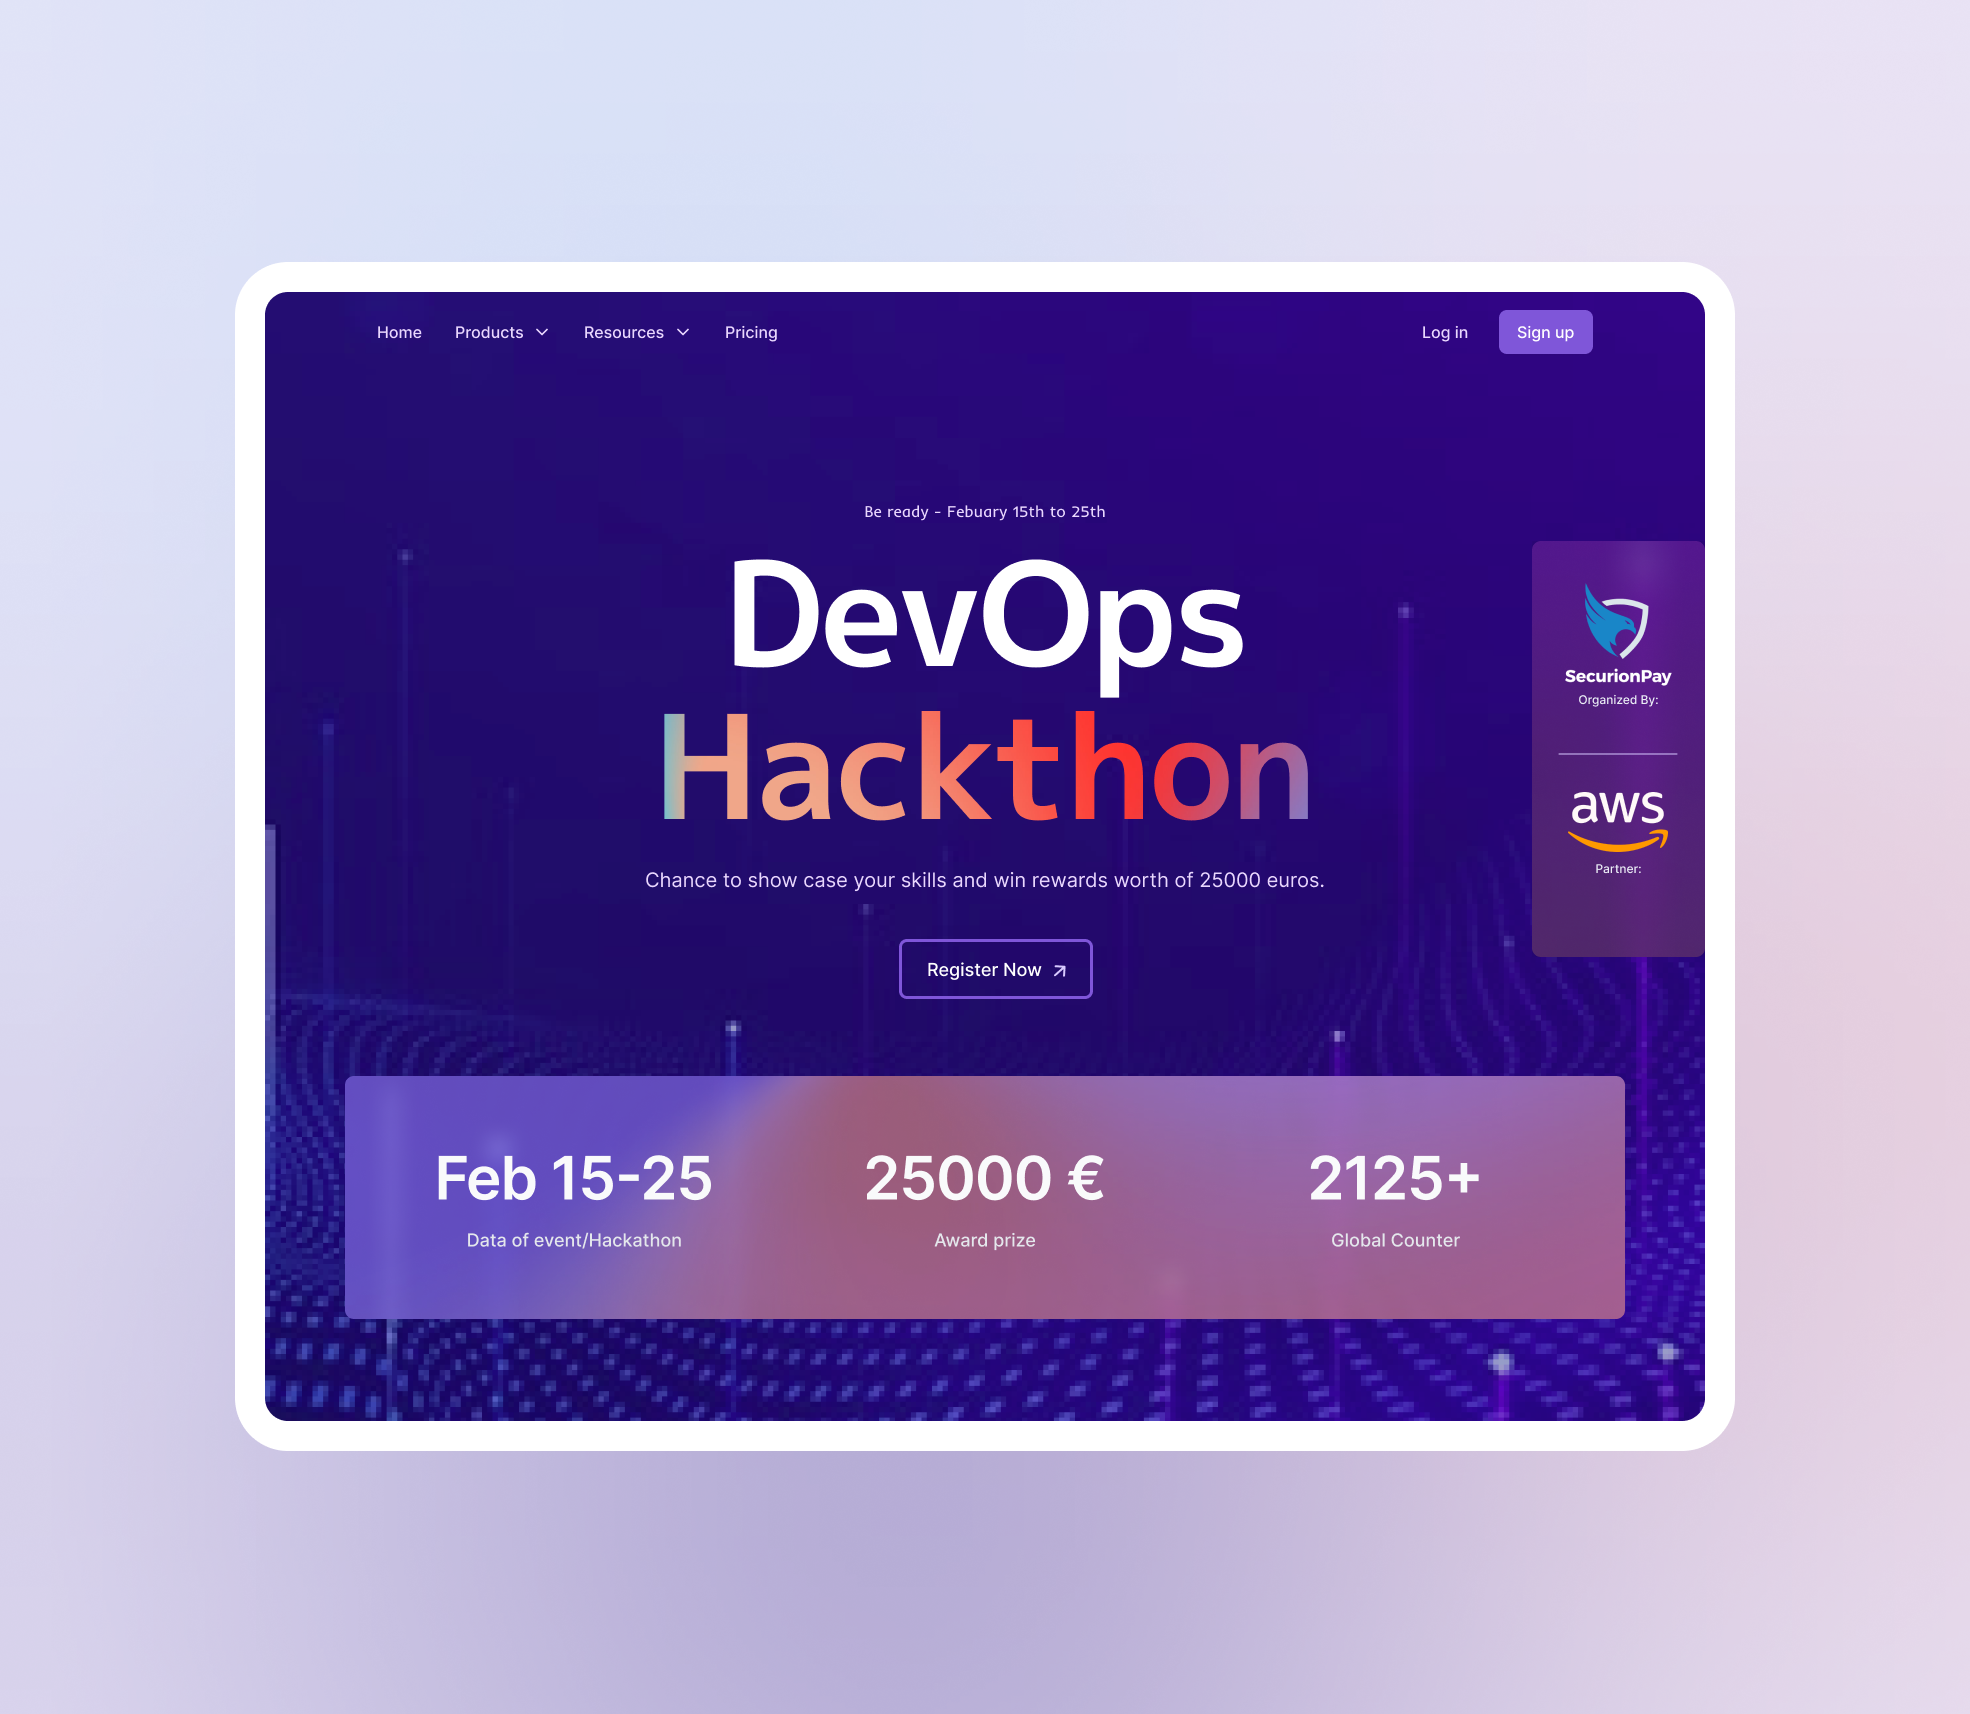 Home Products Resources Pricing Log in Sign up
Be ready - Febuary 15th to 25th
DevOps
Hackthon
Chance to show case your skills and win rewards worth of 25000 euros.
Register Now
SecurionPay
Organized By:
aws
Partner:
Feb 15-25
Data of event/Hackathon
25000 €
Award prize
2125+
Global Counter